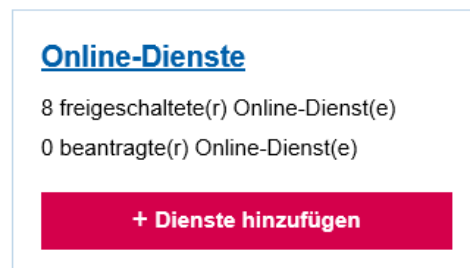 Online-Dienste
8 freigeschaltete(r) Online-Dienst(e)
0 beantragte(r) Online-Dienst(e)
+ Dienste hinzufügen